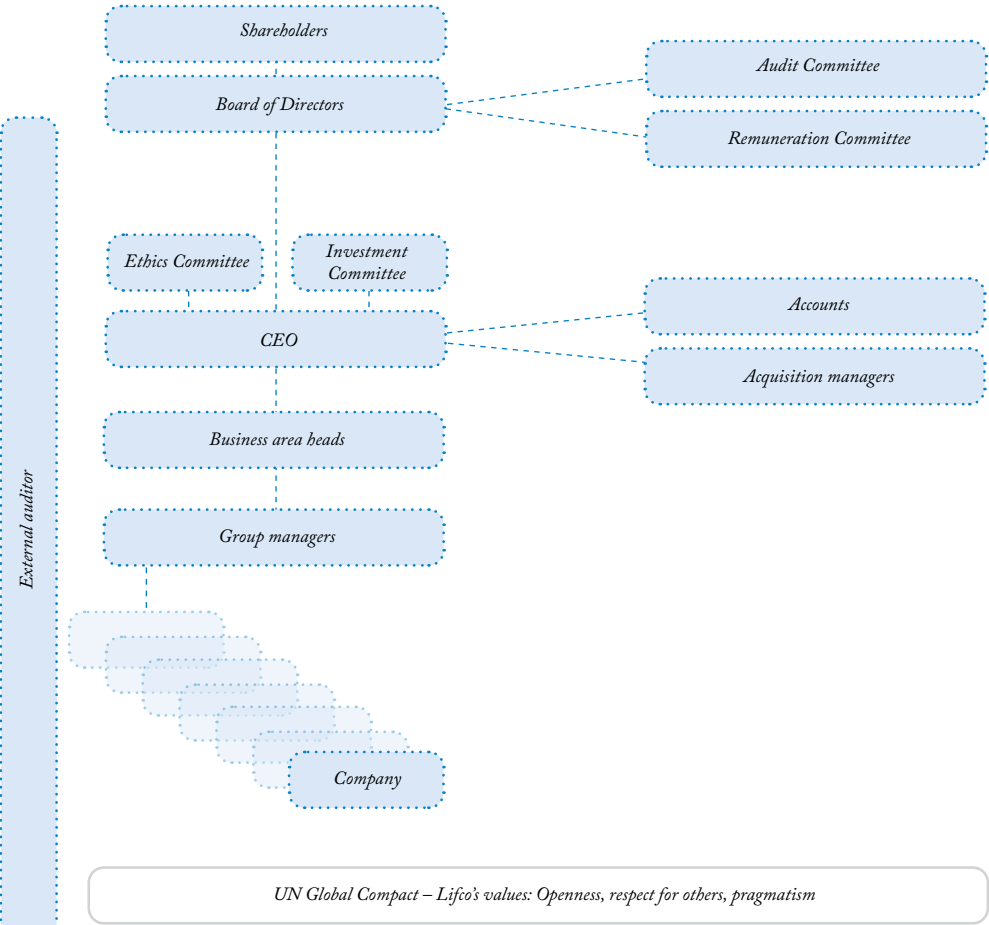 Shareholders
Board of Directors
Audit Committee
Remuneration Committee
Ethics Committee
Investment
Committee
CEO
Accounts
Acquisition managers
Business area heads
Group managers
External auditor
Company
UN Global Compact – Lifco’s values: Openness, respect for others, pragmatism